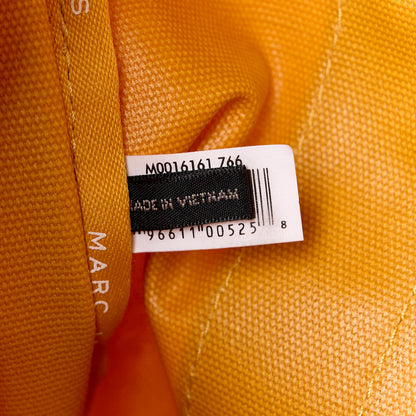 S
M0016161 766
MADE IN VIETNAM
96611 00525 8
MARC